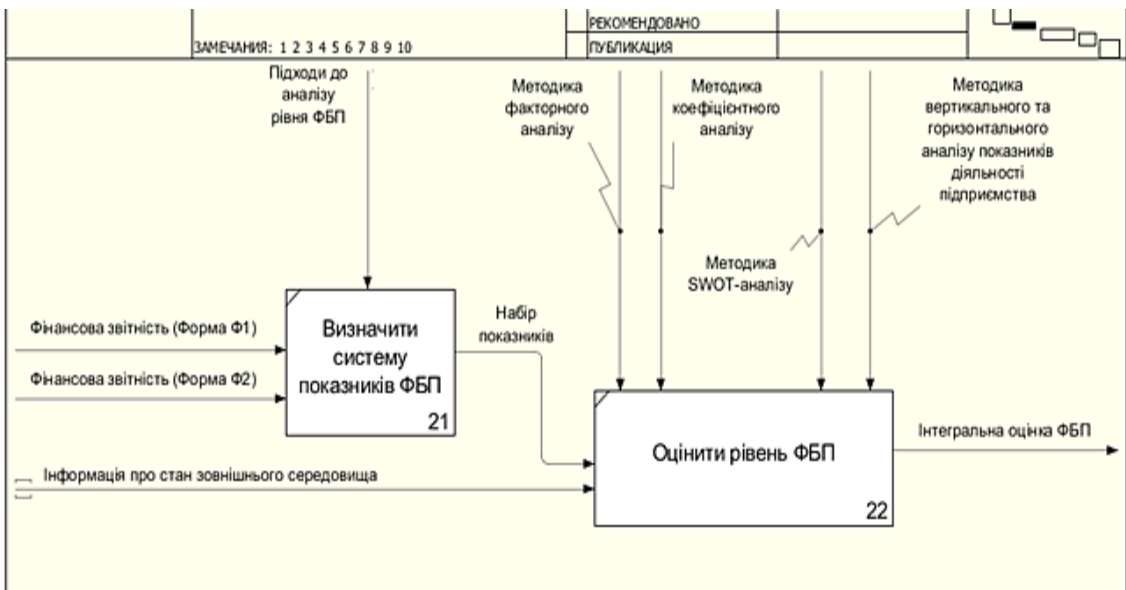 РЕКОМЕНДОВАНО
ЗАМЕЧАНИЯ: 1 2 3 4 5 6 7 8 9 10
ПУБЛИКАЦИЯ
Підходи до
аналізу
рівня ФБП
Методика
факторного
аналізу
Методика
коефіцієнтного
аналізу
Методика
вертикального та
горизонтального
аналізу показників
діяльності
підприємства
Методика
SWOT-аналізу
Фінансова звітність (Форма Ф1)
Фінансова звітність (Форма Ф2)
Визначити
систему
показників ФБП
21
Набір
показників
Інформація про стан зовнішнього середовища
Оцінити рівень ФБП
22
Інтегральна оцінка ФБП